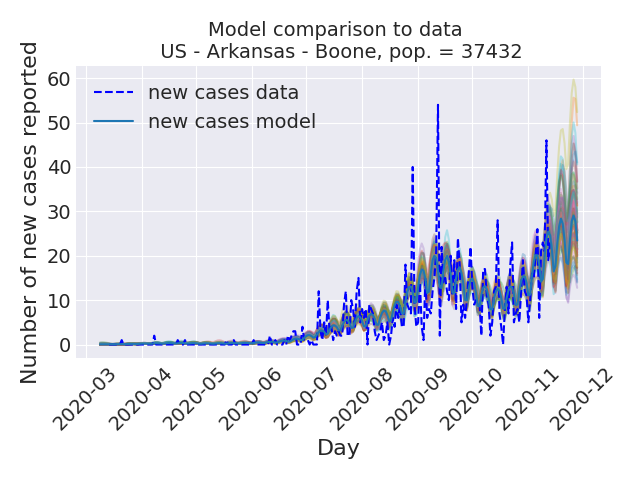 Model comparison to data
US - Arkansas - Boone, pop. = 37432
new cases data
new cases model
Number of new cases reported
60
50
40
30
20
10
0
2020-03
2020-04
2020-05
2020-06
2020-07
2020-08
2020-09
2020-10
2020-11
2020-12
Day